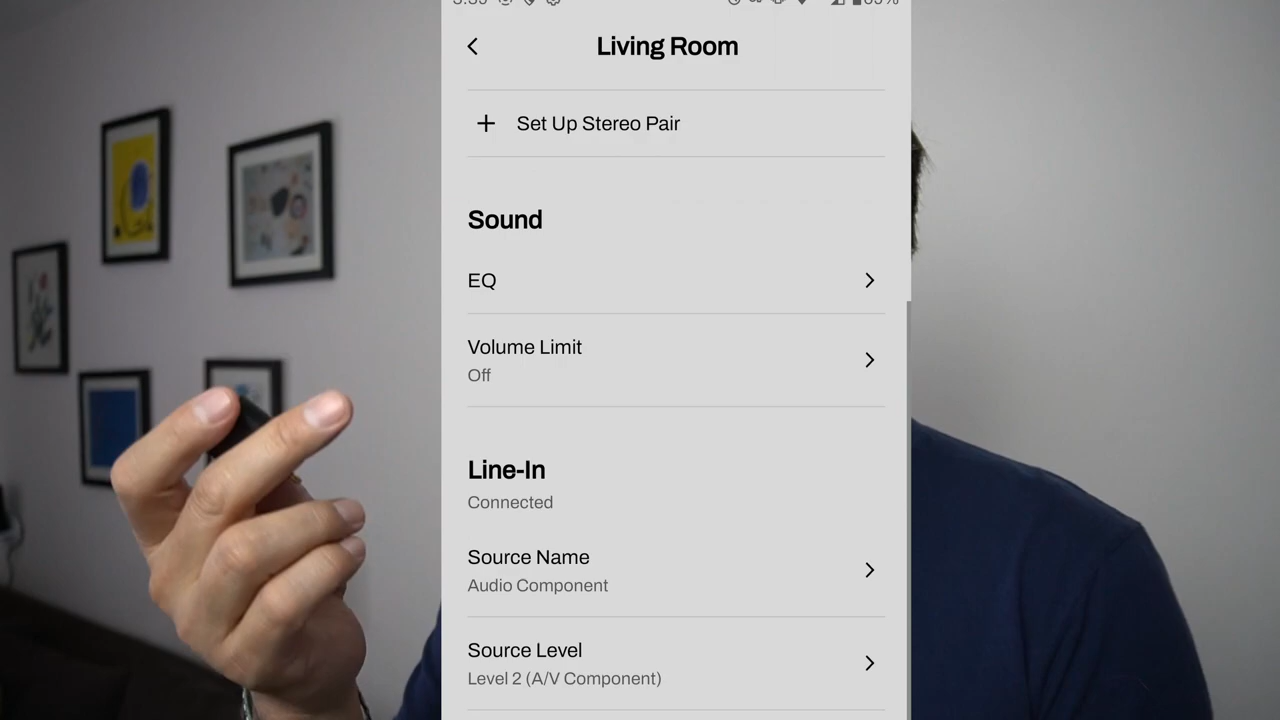 Living Room
Set Up Stereo Pair
Sound
EQ
Volume Limit
Off
Line-In
Connected
Source Name
Audio Component
Source Level
Level 2 (A/V Component)